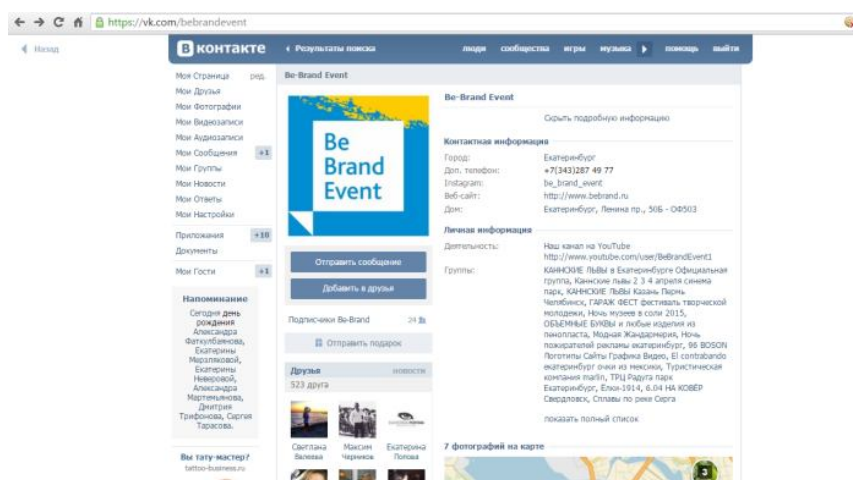 https://vk.com/bebrandevent
Назад
В КОНТАКТЕ
Результаты поиска
люди сообщества игры музыка помощь выйти
Моя Страница ред.
Мои Друзья
Мои Фотографии
Мои Видеозаписи
Мои Аудиозаписи
Мои Сообщения +1
Мои Группы
Мои Новости
Мои Ответы
Мои Настройки
Приложения +18
Документы
Мои Гости +1
Напоминание
Сегодня день
рождения
Александра
Екатерины
Мерзляковой,
Екатерины
Неверовой,
Александра
Мартемьянова,
Дмитрия
Трифонова, Сергея
Тарасова.
Вы тату-мастер?
tattoo-business.ru
Be-Brand Event
Be
Brand
Event
Отправить сообщение
Добавить в друзья
Подписчики Be-Brand 24
Отправить подарок
Друзья новости
523 друга
Светлана Максим Екатерина
Валеева Черников Попова
Be-Brand Event
Скрыть подробную информацию
Контактная информация
Город: Екатеринбург
Доп. телефон: +7(343)287 49 77
Instagram: be_brand_event
Веб-сайт: http://www.bebrand.ru
Дом: Екатеринбург, Ленина пр., 50Б - ОФ503
Личная информация
Деятельность: Наш канал на YouTube
http://www.youtube.com/user/BeBrandEvent1
Группы: КАННСКИЕ ЛЬВЫ в Екатеринбурге Официальная
группа, Каннские львы 2 3 4 апреля синема
парк, КАННСКИЕ ЛЬВЫ Казань Пермь
Челябинск, ГАРАЖ ФЕСТ фестиваль творческой
молодежи, Ночь музеев в соли 2015,
ОБЪЕМНЫЕ БУКВЫ и любые изделия из
пенопласта, Модная Жандармерия, Ночь
пожирателей рекламы екатеринбург, 96 BOSON
Логотипы Сайты Графика Видео, El contrabando
екатеринбург очки из мексики, Туристическая
компания marlin, ТРЦ Радуга парк
Екатеринбург, Ёлки-1914, 6.04 НА КОВЁР
Свердловск, Сплавы по реке Серга
показать полный список
7 фотографий на карте
3